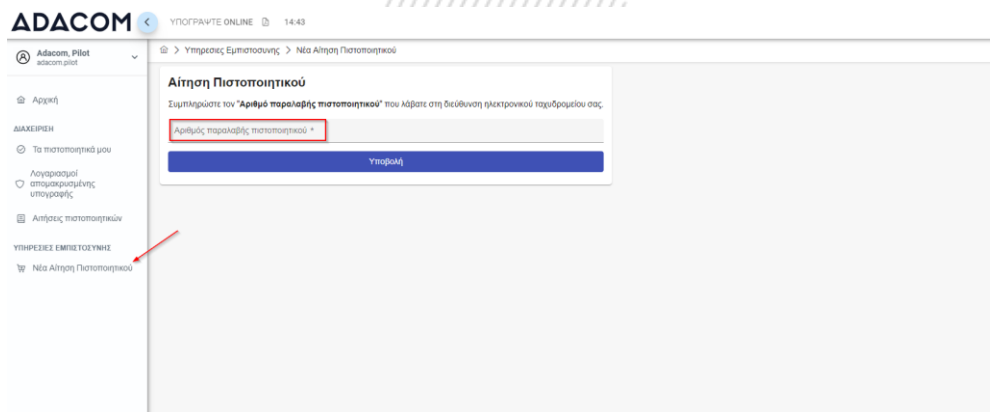 ADACOM
ΥΠΟΓΡΑΨΤΕ ONLINE 14:43
Adacom, Pilot
adacom.pilot
Υπηρεσιες Εμπιστοσυνης > Νέα Αίτηση Πιστοποιητικού
Αίτηση Πιστοποιητικού
Συμπληρώστε τον "Αριθμό παραλαβής πιστοποιητικού" που λάβατε στη διεύθυνση ηλεκτρονικού ταχυδρομείου σας.
Αριθμός παραλαβής πιστοποιητικού *
Υποβολή
Αρχική
ΔΙΑΧΕΙΡΙΣΗ
Τα πιστοποιητικά μου
Λογαριασμοί
απομακρυσμένης
υπογραφής
Αιτήσεις πιστοποιητικών
ΥΠΗΡΕΣΙΕΣ ΕΜΠΙΣΤΟΣΥΝΗΣ
Νέα Αίτηση Πιστοποιητικού